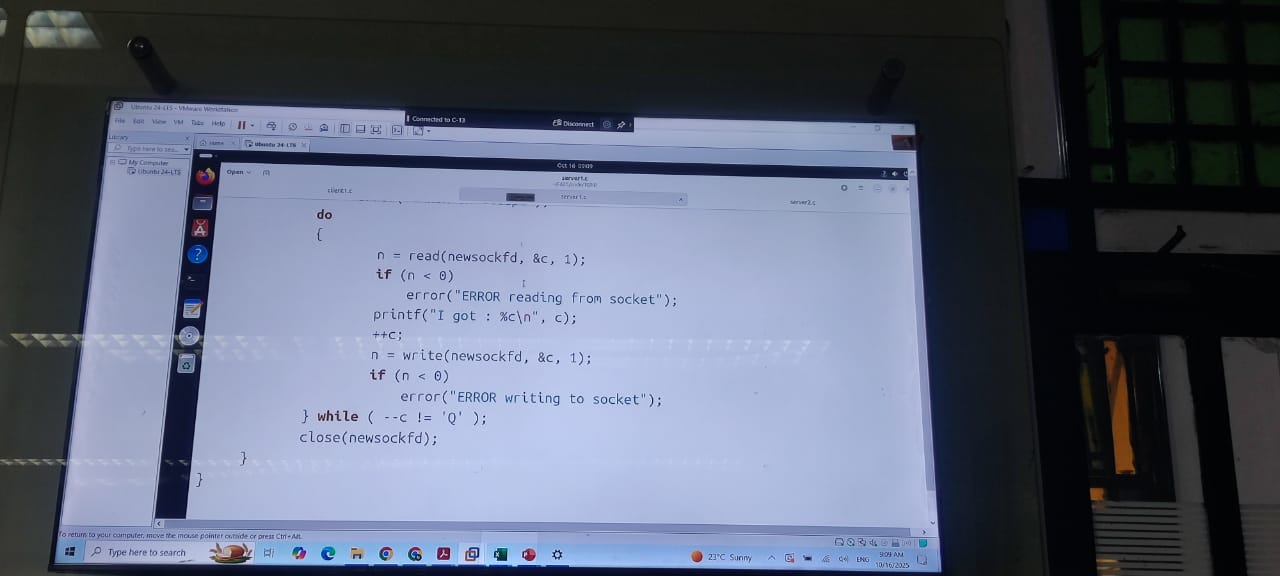 Ubuntu 24-LTS - VMware Workstation
File Edit View VM Tabs Help
Connected to C-13
Disconnect
Library
Type here to sea...
Home
Ubuntu 24-LTS
My Computer
Ubuntu 24-LTS
Oct 16 09:09
Open
server1.c
client1.c
server1.c
server2.c
do
{
n = read(newsockfd, &c, 1);
if (n < 0)
error("ERROR reading from socket");
printf("I got : %c\n", c);
++c;
n = write(newsockfd, &c, 1);
if (n < 0)
error("ERROR writing to socket");
} while ( --c != 'Q' );
close(newsockfd);
}
}
To return to your computer, move the mouse pointer outside or press Ctrl+Alt.
Type here to search
23°C Sunny
ENG
9:09 AM
10/16/2025